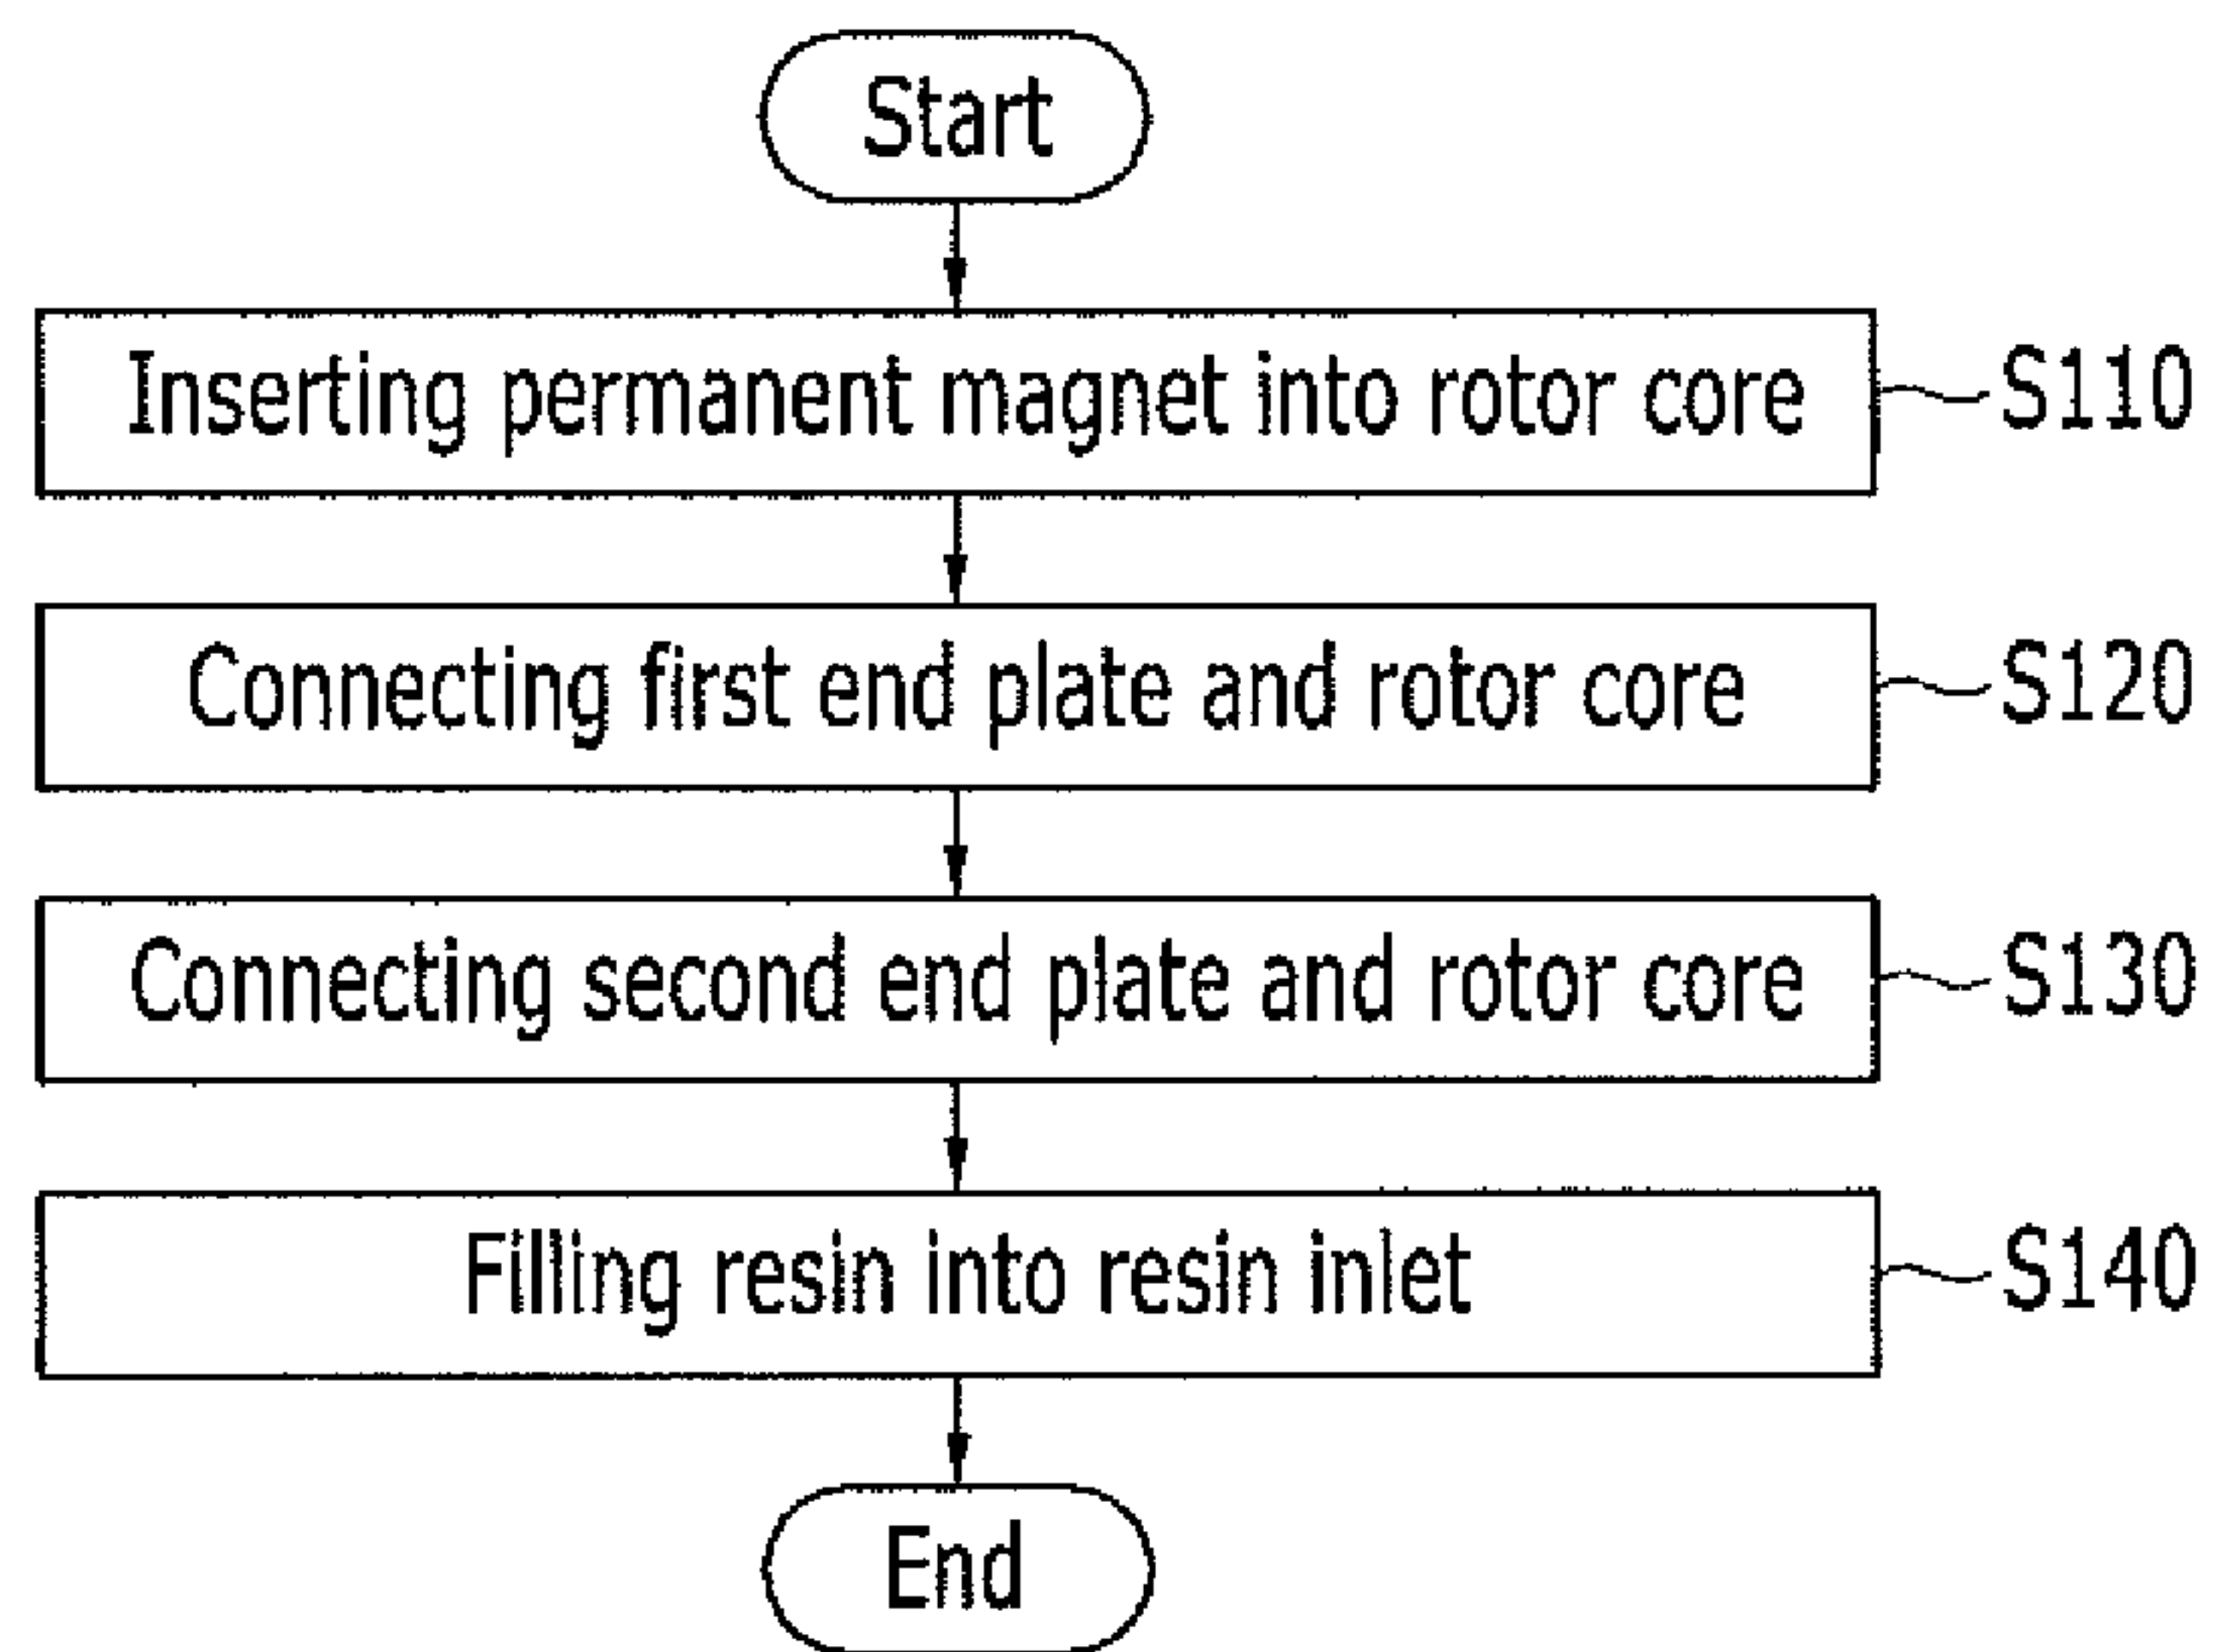 Start
Inserting permanent magnet into rotor core
S110
Connecting first end plate and rotor core
S120
Connecting second end plate and rotor core
S130
Filling resin into resin inlet
S140
End